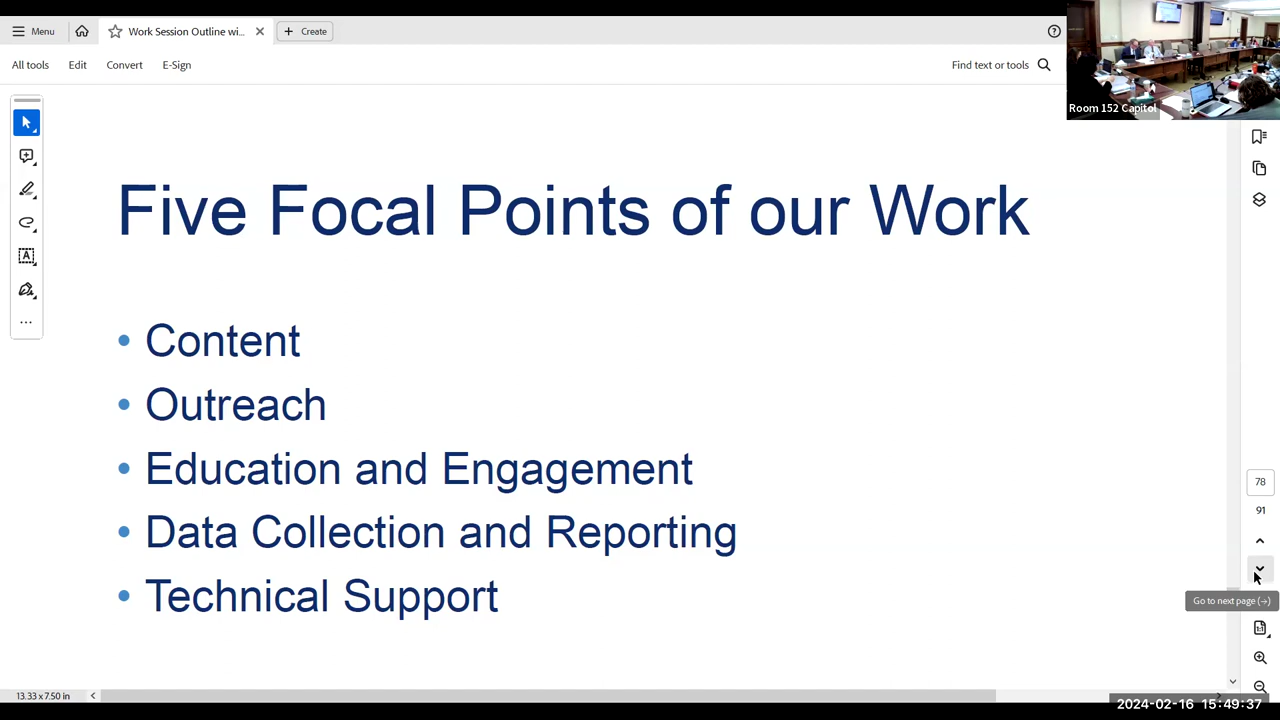 Menu
Work Session Outline wi...
Create
All tools
Edit
Convert
E-Sign
Find text or tools
Room 152 Capitol
Five Focal Points of our Work
• Content
• Outreach
• Education and Engagement
• Data Collection and Reporting
• Technical Support
78
91
Go to next page (→)
13.33 x 7.50 in
2024-02-16 15:49:37